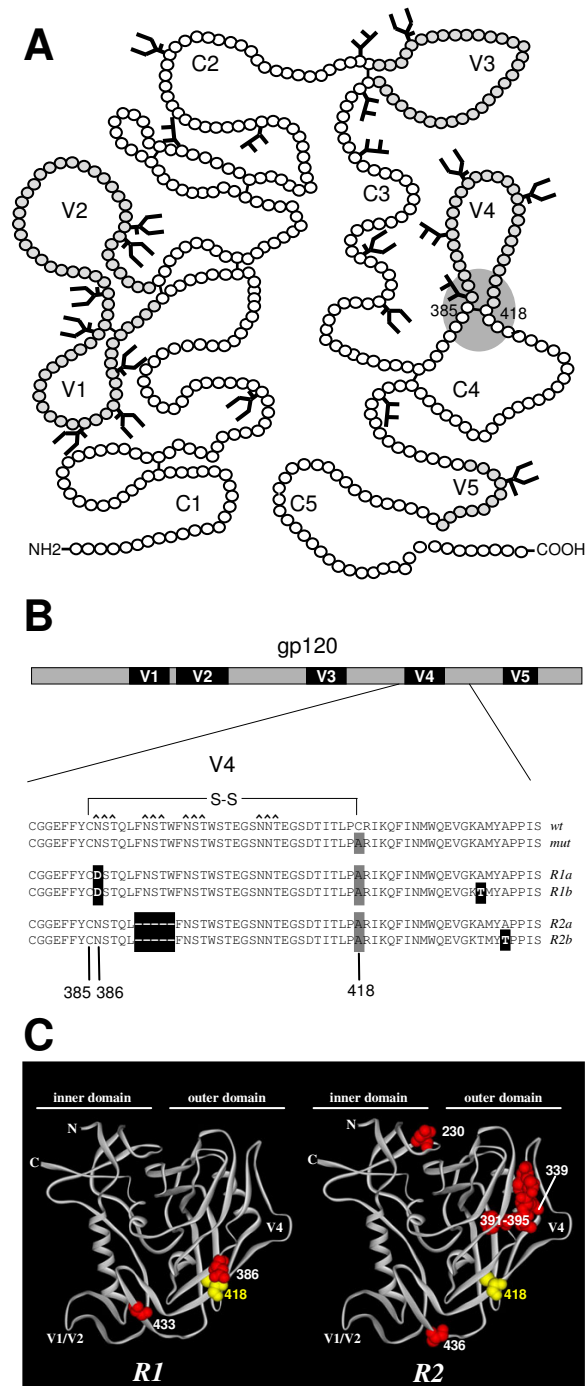 A
C2
V3
V2
C3
V4
385
418
V1
C4
C1
C5
V5
NH2
COOH
B
gp120
V1 V2 V3 V4 V5
V4
S-S
^^^ ^^^ ^^^ ^^^
CGGEFFYCNSTQLFNSTWFNSTWSTEGSNNTEGSDTITLPCRIKQFINMWQEVGKAMYAPPIS wt
CGGEFFYCNSTQLFNSTWFNSTWSTEGSNNTEGSDTITLPARIKQFINMWQEVGKAMYAPPIS mut
CGGEFFYCDSTQLFNSTWFNSTWSTEGSNNTEGSDTITLPARIKQFINMWQEVGKAMYAPPIS R1a
CGGEFFYCDSTQLFNSTWFNSTWSTEGSNNTEGSDTITLPARIKQFINMWQEVGKTMYAPPIS R1b
CGGEFFYCNSTQL-----FNSTWSTEGSNNTEGSDTITLPARIKQFINMWQEVGKAMYAPPIS R2a
CGGEFFYCNSTQL-----FNSTWSTEGSNNTEGSDTITLPARIKQFINMWQEVGKTMYTPPIS R2b
385 386 418
C
inner domain outer domain
N
C
V4
386
418
433
V1/V2
R1
inner domain outer domain
N
230
C
339
391-395
V4
418
436
V1/V2
R2